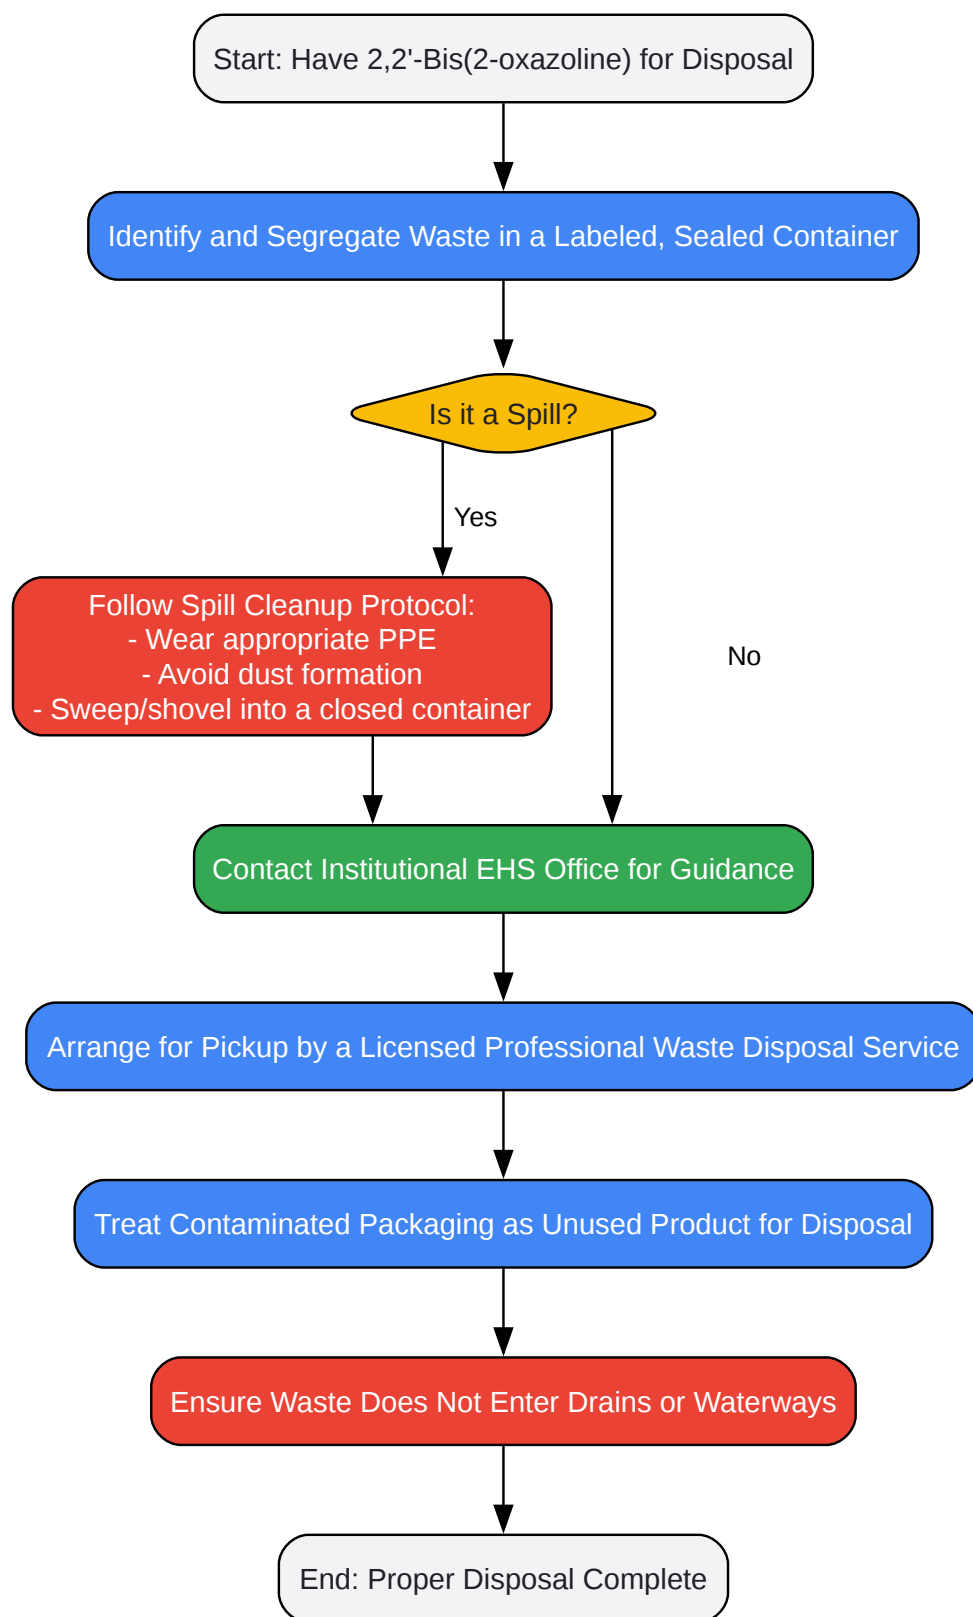 Start: Have 2,2'-Bis(2-oxazoline) for Disposal
Identify and Segregate Waste in a Labeled, Sealed Container
Is it a Spill?
Yes
Follow Spill Cleanup Protocol:
- Wear appropriate PPE
- Avoid dust formation
- Sweep/shovel into a closed container
No
Contact Institutional EHS Office for Guidance
Arrange for Pickup by a Licensed Professional Waste Disposal Service
Treat Contaminated Packaging as Unused Product for Disposal
Ensure Waste Does Not Enter Drains or Waterways
End: Proper Disposal Complete